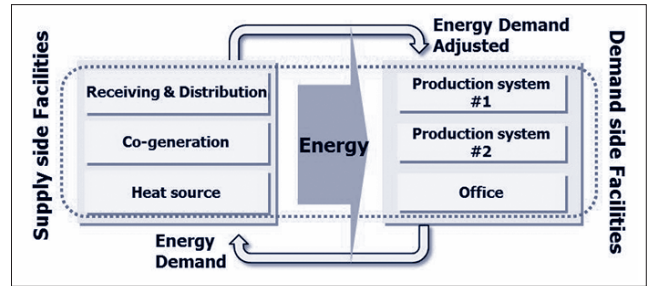 Energy Demand
Adjusted
Supply side Facilities
Receiving & Distribution
Co-generation
Heat source
Energy
Production system
#1
Production system
#2
Office
Demand side Facilities
Energy
Demand